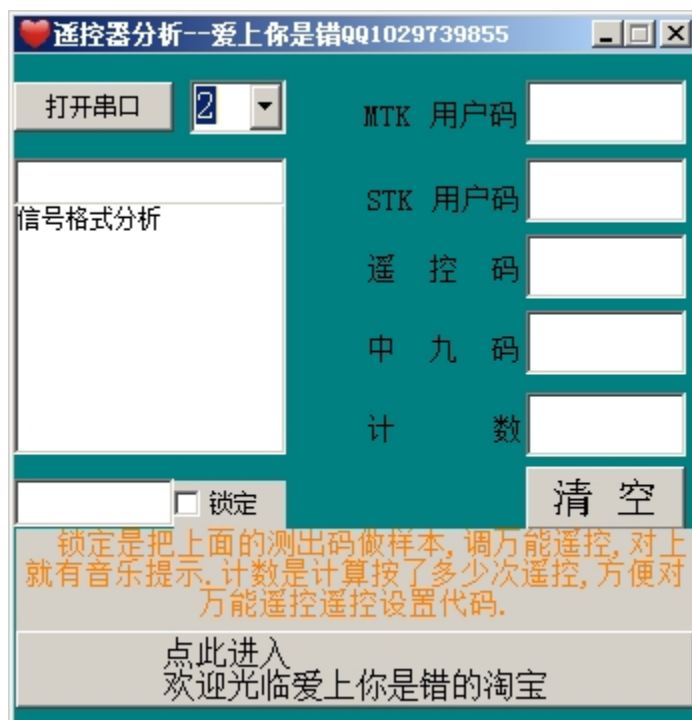 遥控器分析--爱上你是错QQ1029739855
打开串口
2
MTK 用户码
STK 用户码
信号格式分析
遥 控 码
中 九 码
计 数
锁定
清 空
锁定是把上面的测出码做样本,调万能遥控,对上
就有音乐提示.计数是计算按了多少次遥控,方便对
万能遥控遥控设置代码.
点此进入
欢迎光临爱上你是错的淘宝